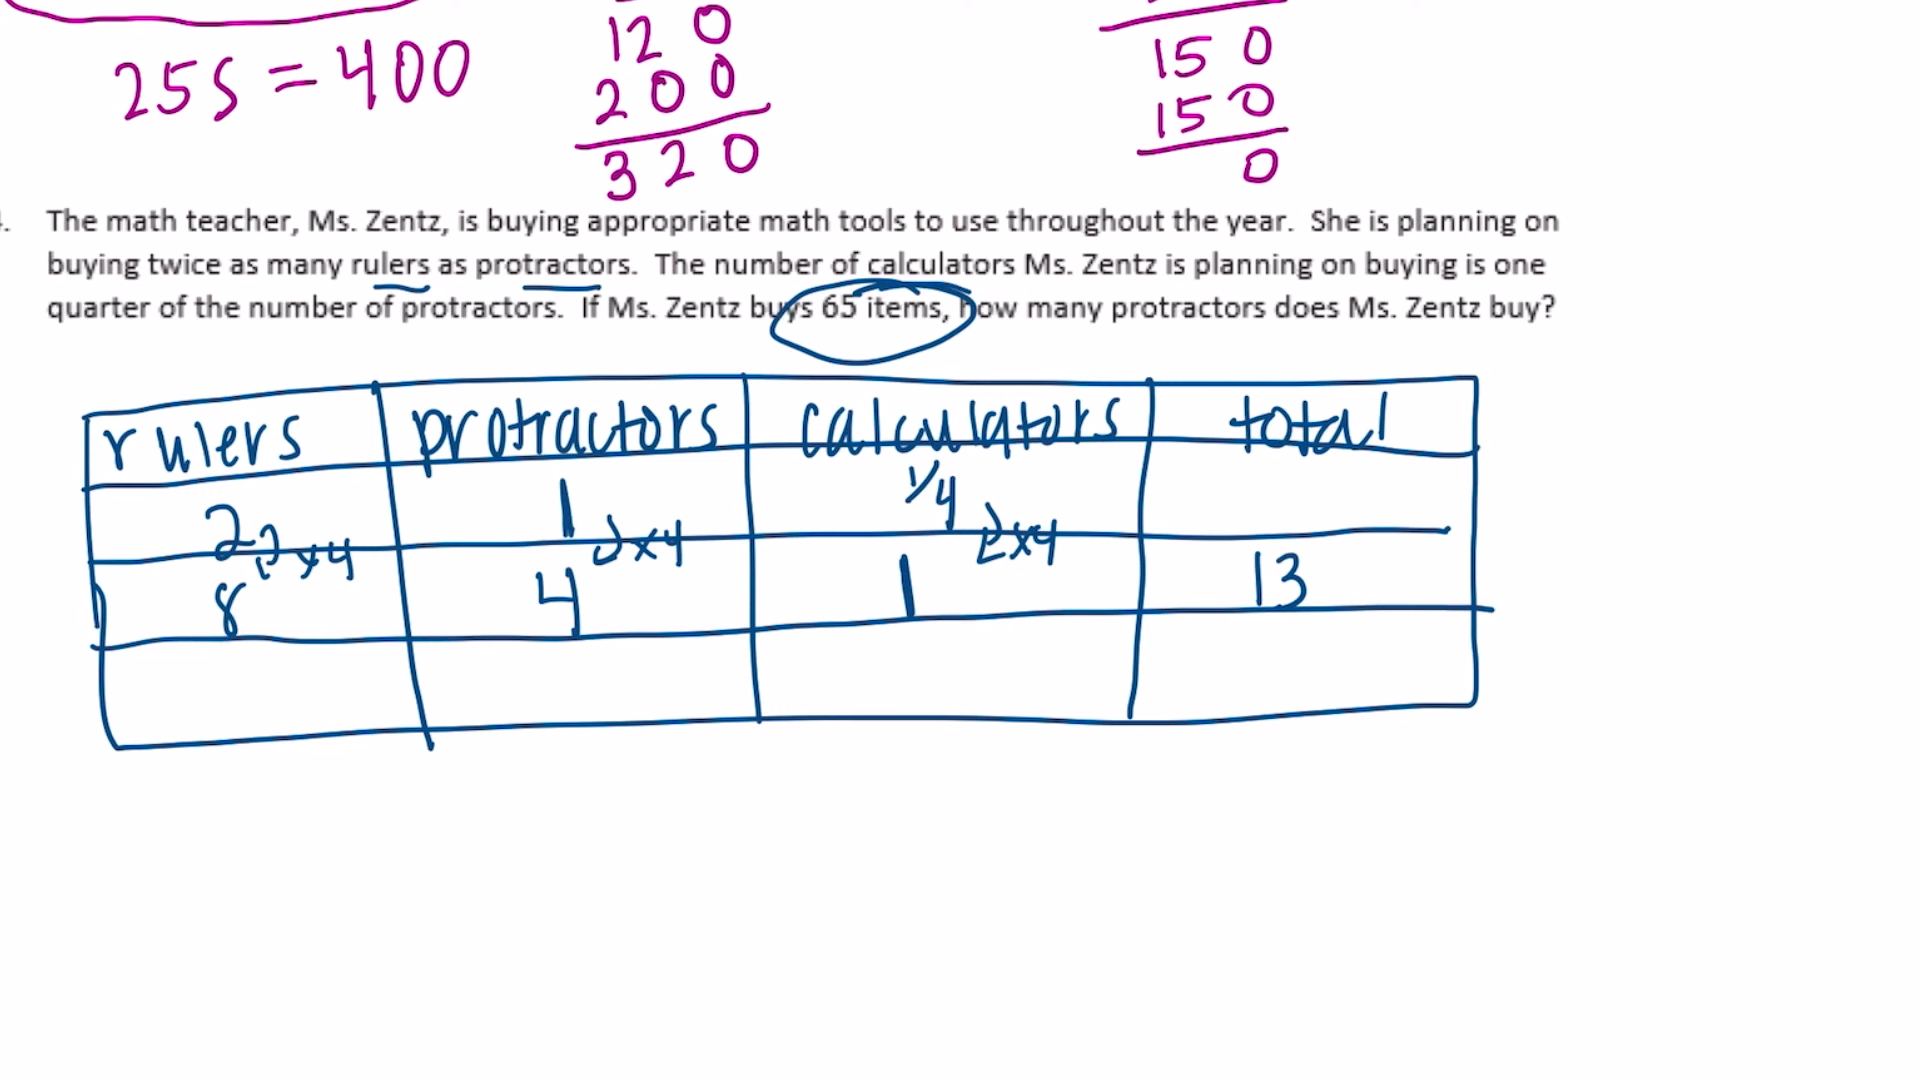 25s = 400
120
200
320
150
150
0
. The math teacher, Ms. Zentz, is buying appropriate math tools to use throughout the year. She is planning on
buying twice as many rulers as protractors. The number of calculators Ms. Zentz is planning on buying is one
quarter of the number of protractors. If Ms. Zentz buys 65 items, how many protractors does Ms. Zentz buy?
rulers protractors calculators total
2 1 1/4
x4 x4 x4
8 4 1 13